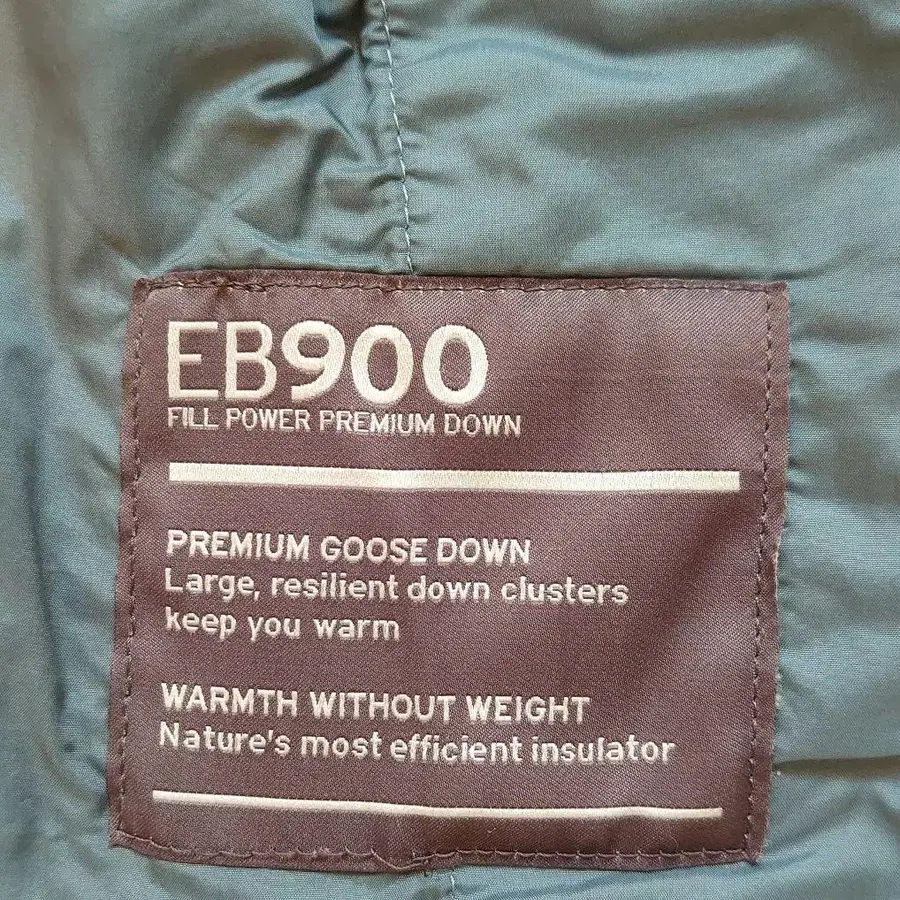 EB900
FILL POWER PREMIUM DOWN
PREMIUM GOOSE DOWN
Large, resilient down clusters
keep you warm
WARMTH WITHOUT WEIGHT
Nature's most efficient insulator